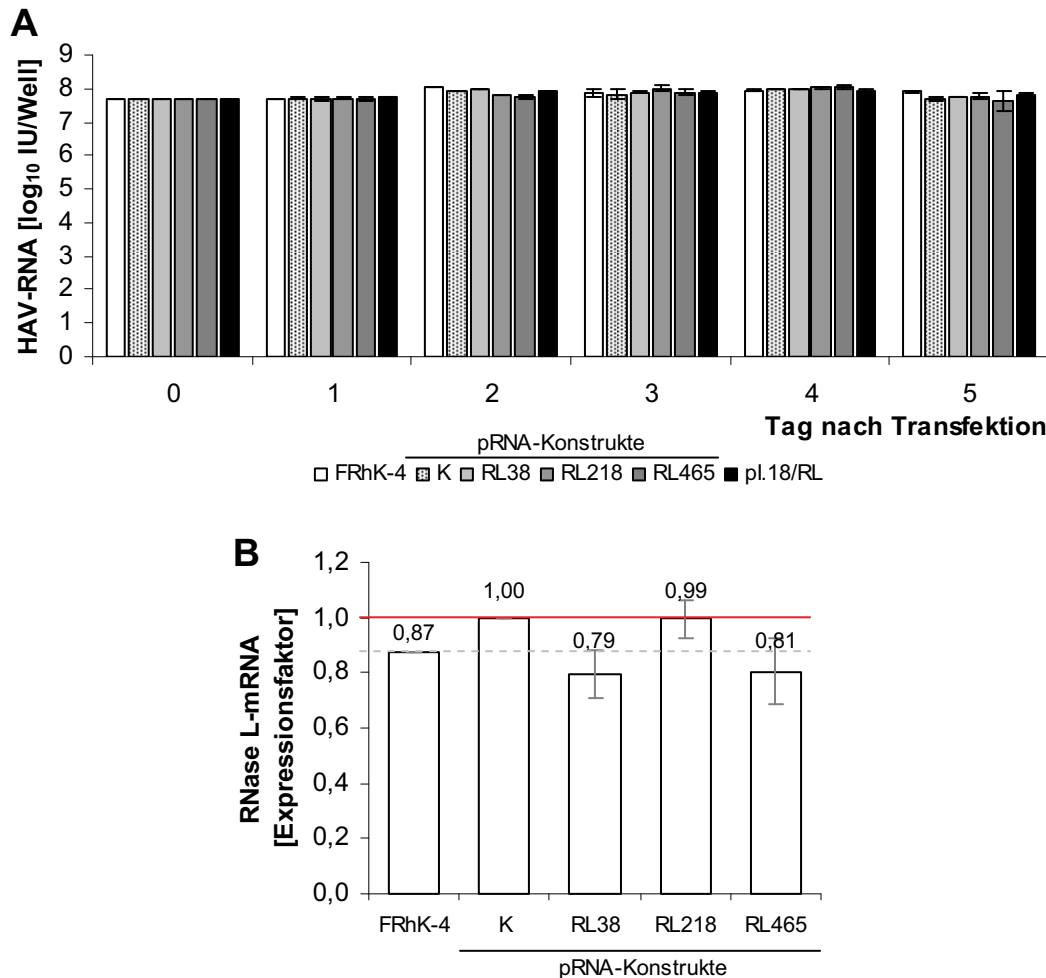 A
HAV-RNA [log₁₀ IU/Well]
9
8
7
6
5
4
3
2
1
0
0 1 2 3 4 5
Tag nach Transfektion
pRNA-Konstrukte
FRhK-4 K RL38 RL218 RL465 pl.18/RL
B
RNase L-mRNA
[Expressionsfaktor]
1,2
1,0
0,8
0,6
0,4
0,2
0,0
0,87 1,00 0,79 0,99 0,81
FRhK-4 K RL38 RL218 RL465
pRNA-Konstrukte